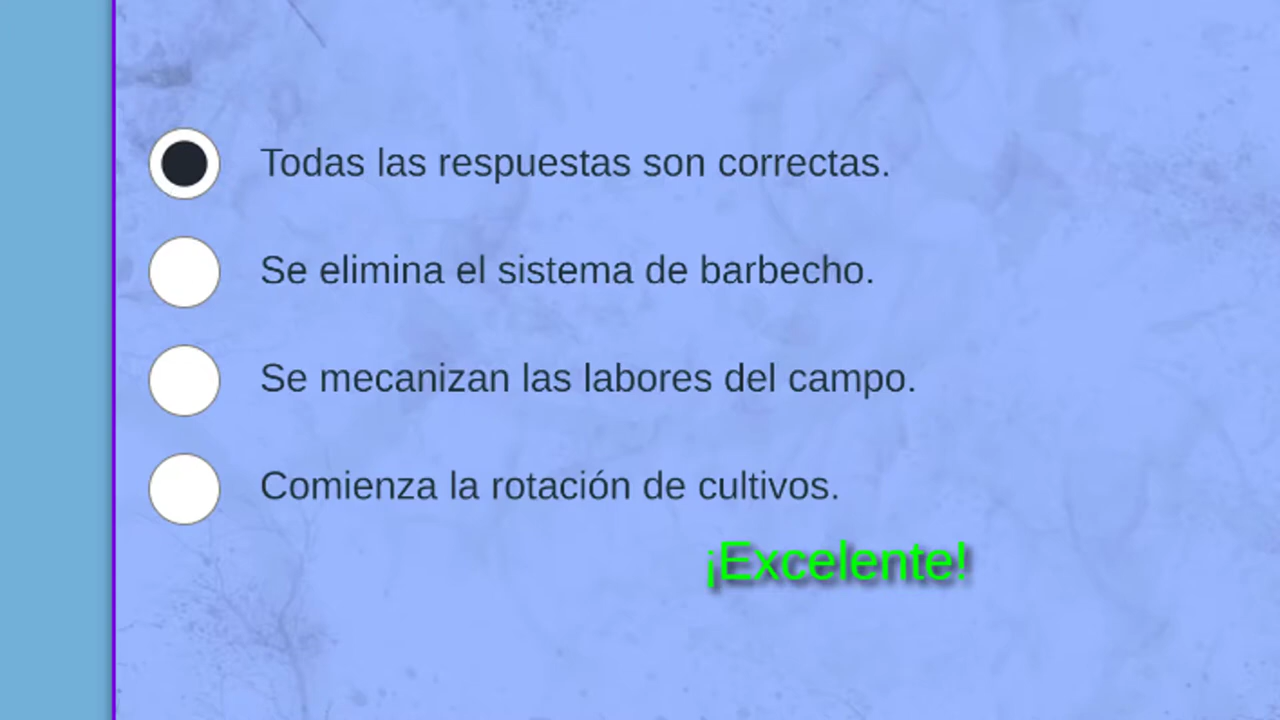 Todas las respuestas son correctas.
Se elimina el sistema de barbecho.
Se mecanizan las labores del campo.
Comienza la rotación de cultivos.
¡Excelente!